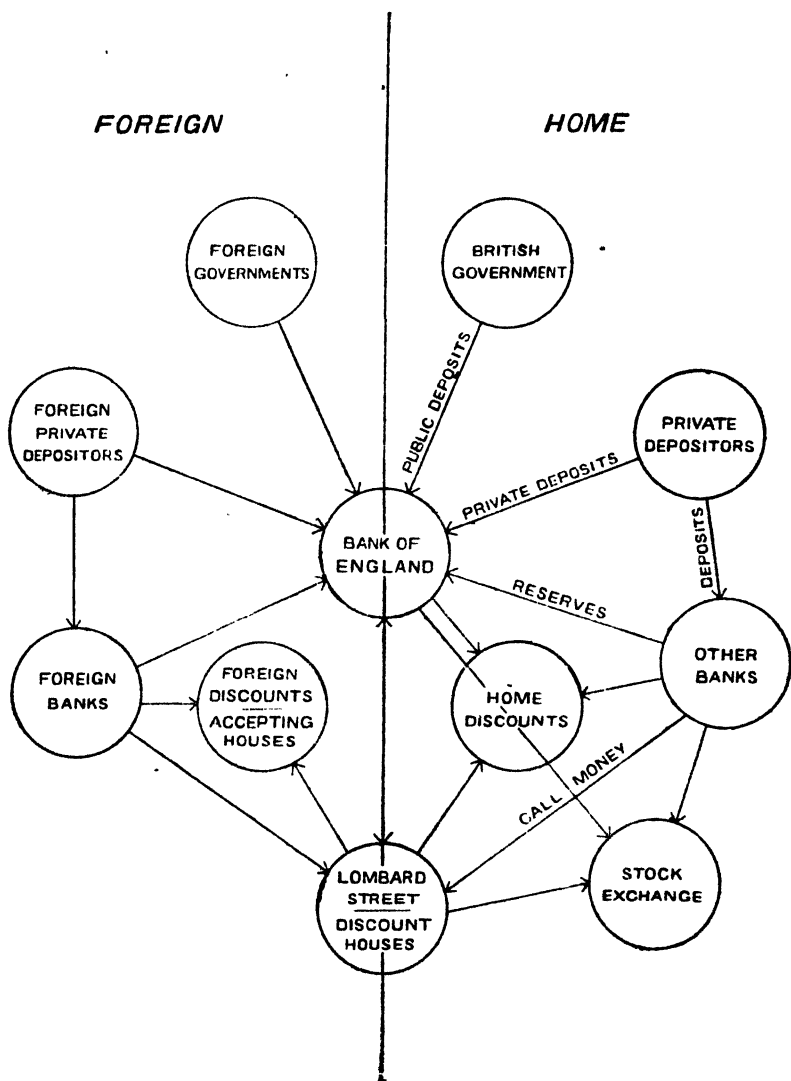 FOREIGN
HOME
FOREIGN
GOVERNMENTS
BRITISH
GOVERNMENT
PUBLIC DEPOSITS
FOREIGN
PRIVATE
DEPOSITORS
PRIVATE
DEPOSITORS
PRIVATE DEPOSITS
DEPOSITS
BANK OF
ENGLAND
RESERVES
FOREIGN
BANKS
FOREIGN
DISCOUNTS
ACCEPTING
HOUSES
HOME
DISCOUNTS
OTHER
BANKS
CALL MONEY
LOMBARD
STREET
DISCOUNT
HOUSES
STOCK
EXCHANGE